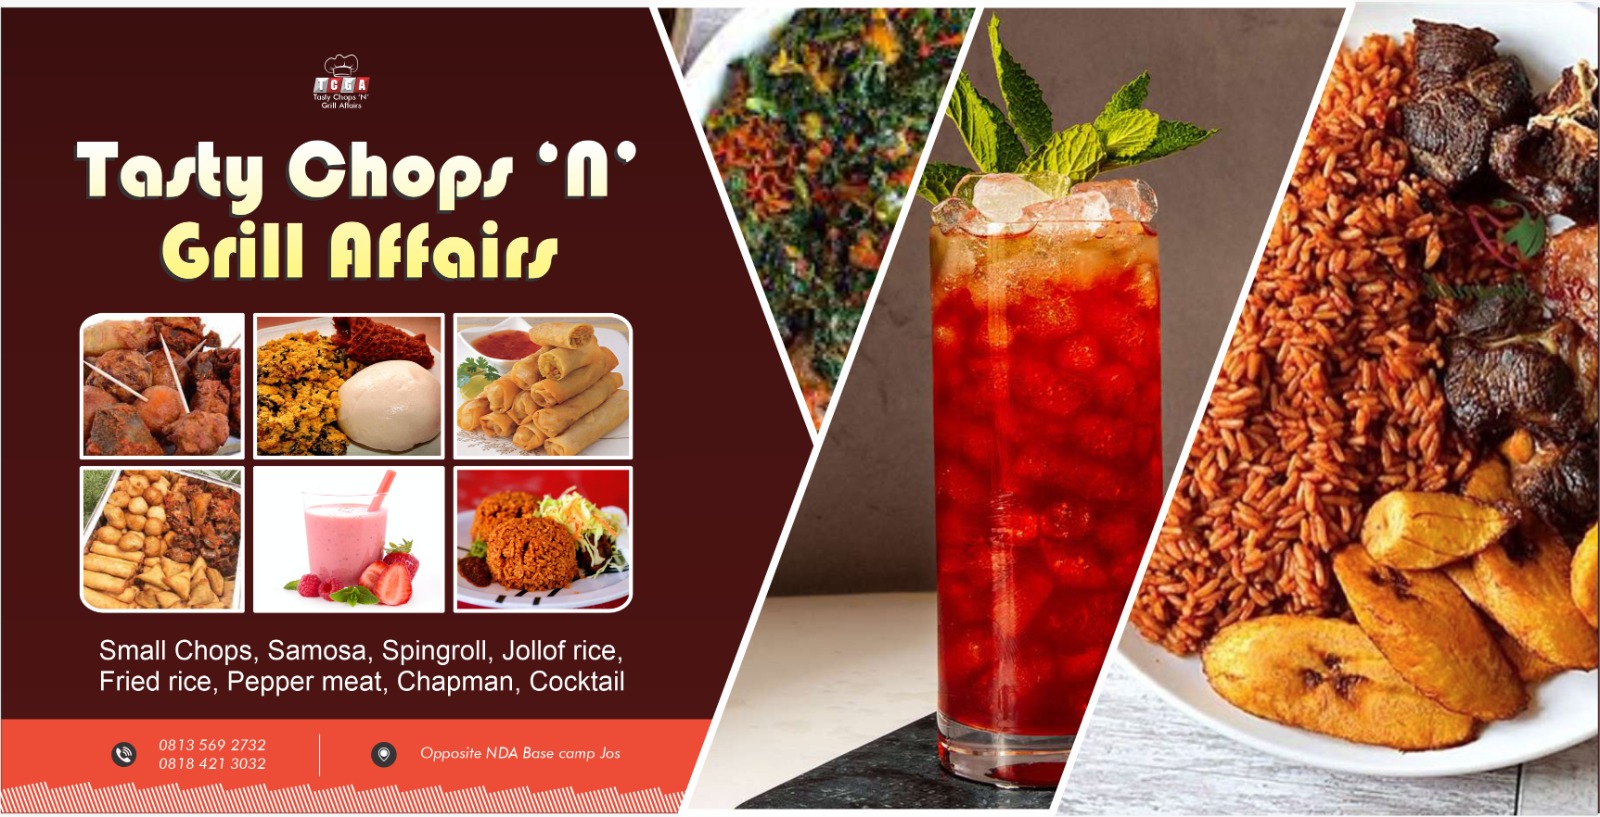 TCGA
Tasty Chops 'N'
Grill Affairs
Tasty Chops ‘N’
Grill Affairs
Small Chops, Samosa, Spingroll, Jollof rice,
Fried rice, Pepper meat, Chapman, Cocktail
0813 569 2732
0818 421 3032
Opposite NDA Base camp Jos